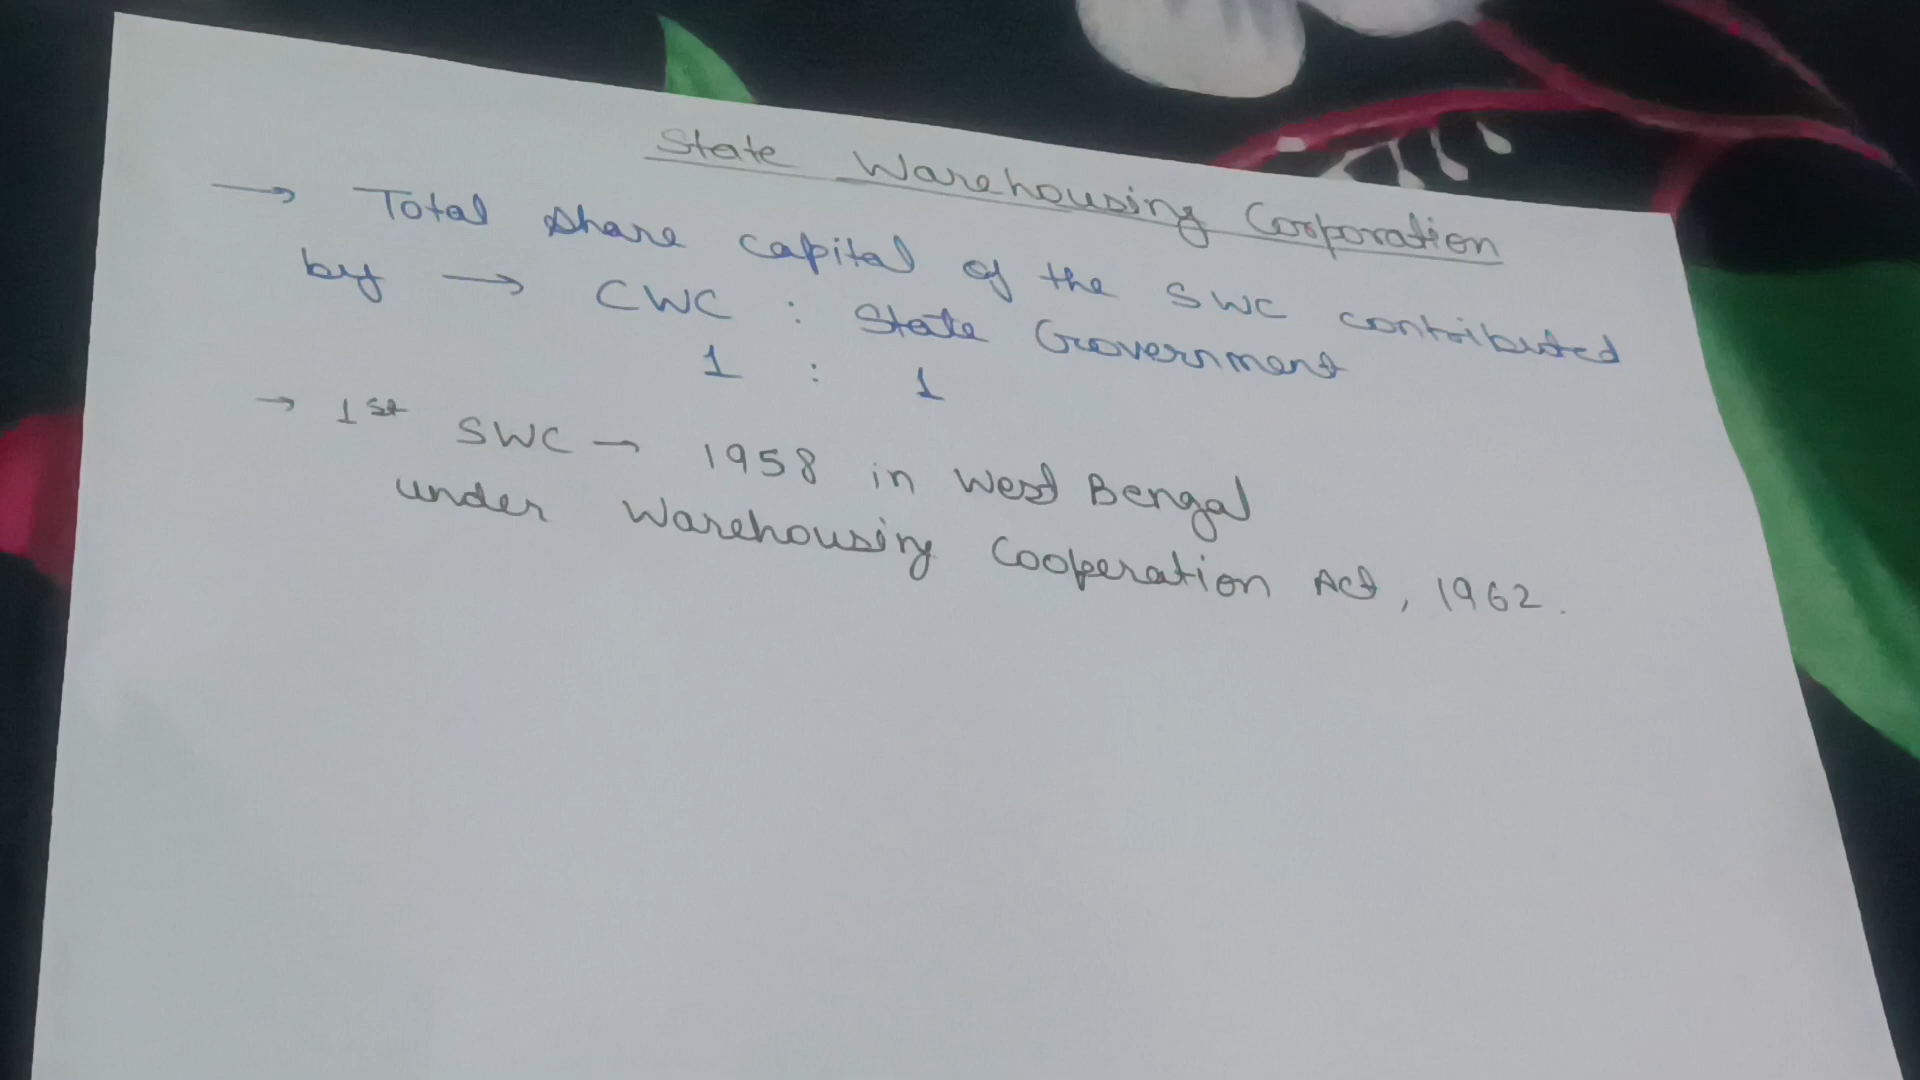 State Warehousing Corporation
→ Total share capital of the SWC contributed
by → CWC : State Government
1 : 1
→ 1st SWC → 1958 in West Bengal
under Warehousing Cooperation Act, 1962.